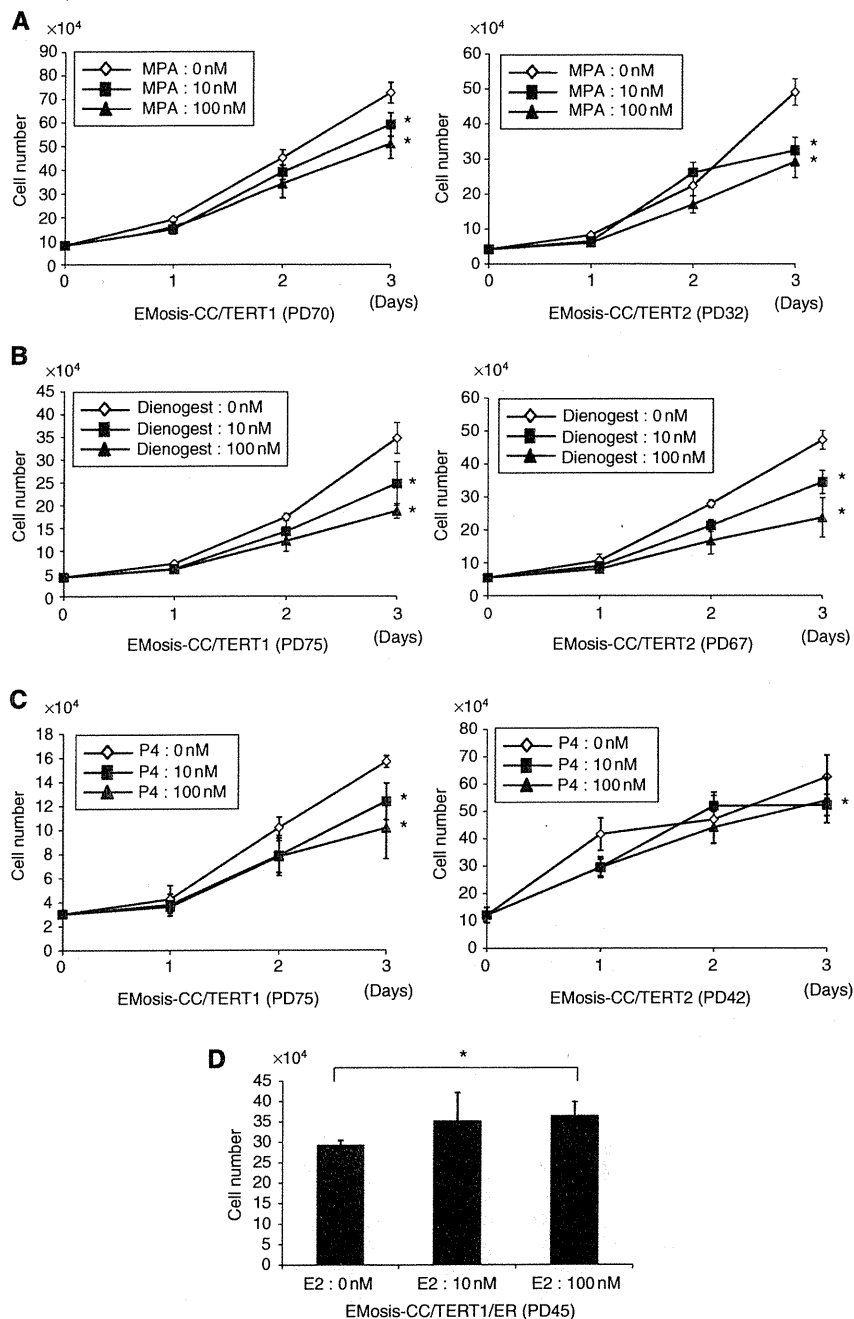 A
×10⁴
90
80
70
60
50
40
30
20
10
0
Cell number
MPA : 0 nM
MPA : 10 nM
MPA : 100 nM
*
*
0 1 2 3
(Days)
EMosis-CC/TERT1 (PD70)
×10⁴
60
50
40
30
20
10
0
Cell number
MPA : 0 nM
MPA : 10 nM
MPA : 100 nM
*
*
0 1 2 3
(Days)
EMosis-CC/TERT2 (PD32)
B
×10⁴
45
40
35
30
25
20
15
10
5
0
Cell number
Dienogest : 0 nM
Dienogest : 10 nM
Dienogest : 100 nM
*
*
0 1 2 3
(Days)
EMosis-CC/TERT1 (PD75)
×10⁴
60
50
40
30
20
10
0
Cell number
Dienogest : 0 nM
Dienogest : 10 nM
Dienogest : 100 nM
*
*
0 1 2 3
(Days)
EMosis-CC/TERT2 (PD67)
C
×10⁴
18
16
14
12
10
8
6
4
2
0
Cell number
P4 : 0 nM
P4 : 10 nM
P4 : 100 nM
*
*
0 1 2 3
(Days)
EMosis-CC/TERT1 (PD75)
×10⁴
80
70
60
50
40
30
20
10
0
Cell number
P4 : 0 nM
P4 : 10 nM
P4 : 100 nM
*
0 1 2 3
(Days)
EMosis-CC/TERT2 (PD42)
D
×10⁴
*
45
40
35
30
25
20
15
10
5
0
Cell number
E2 : 0 nM E2 : 10 nM E2 : 100 nM
EMosis-CC/TERT1/ER (PD45)